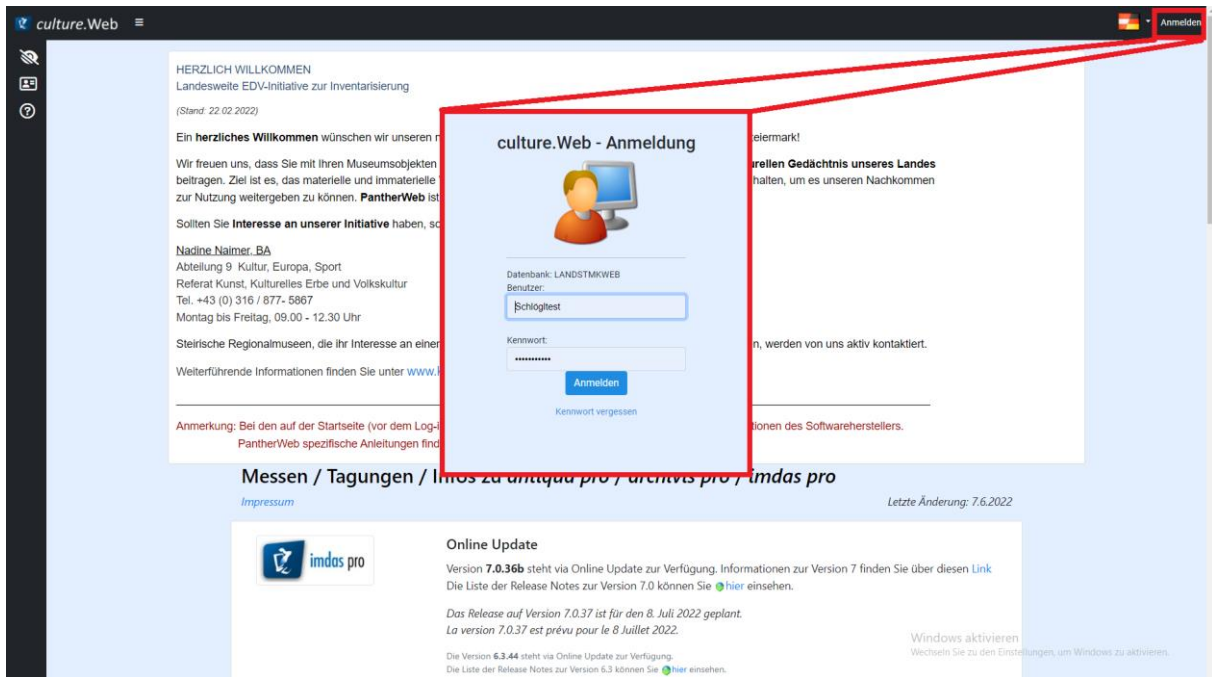 culture.Web
Anmelden
HERZLICH WILLKOMMEN
Landesweite EDV-Initiative zur Inventarisierung
(Stand: 22.02.2022)
Ein herzliches Willkommen wünschen wir unseren
eiermark!
Wir freuen uns, dass Sie mit Ihren Museumsobjekten
urellen Gedächtnis unseres Landes
beitragen. Ziel ist es, das materielle und immaterielle
halten, um es unseren Nachkommen
zur Nutzung weitergeben zu können. PantherWeb ist
Sollten Sie Interesse an unserer Initiative haben, sc
Nadine Naimer, BA
Abteilung 9 Kultur, Europa, Sport
Referat Kunst, Kulturelles Erbe und Volkskultur
Tel. +43 (0) 316 / 877- 5867
Montag bis Freitag, 09.00 - 12.30 Uhr
Steirische Regionalmuseen, die ihr Interesse an einer
n, werden von uns aktiv kontaktiert.
Weiterführende Informationen finden Sie unter www.k
Anmerkung: Bei den auf der Startseite (vor dem Log-i
tionen des Softwareherstellers.
PantherWeb spezifische Anleitungen find
culture.Web - Anmeldung
Datenbank: LANDSTMKWEB
Benutzer:
Schlögltest
Kennwort:
•••••••••••
Anmelden
Kennwort vergessen
Messen / Tagungen / Infos zu antiqua pro / archivis pro / imdas pro
Impressum
Letzte Änderung: 7.6.2022
imdas pro
Online Update
Version 7.0.36b steht via Online Update zur Verfügung. Informationen zur Version 7 finden Sie über diesen Link
Die Liste der Release Notes zur Version 7.0 können Sie hier einsehen.
Das Release auf Version 7.0.37 ist für den 8. Juli 2022 geplant.
La version 7.0.37 est prévu pour le 8 Juillet 2022.
Die Version 6.3.44 steht via Online Update zur Verfügung.
Die Liste der Release Notes zur Version 6.3 können Sie hier einsehen.
Windows aktivieren
Wechseln Sie zu den Einstellungen, um Windows zu aktivieren.